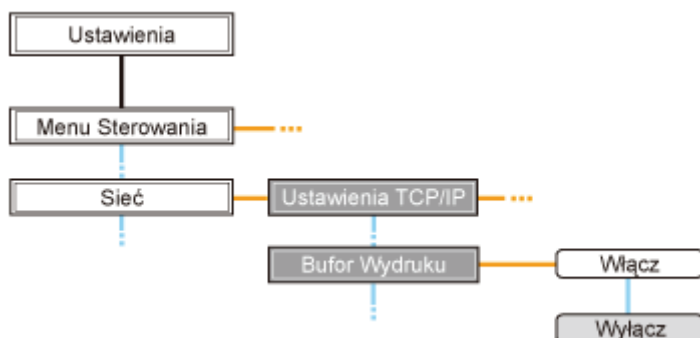 Ustawienia
Menu Sterowania
Sieć
Ustawienia TCP/IP
Bufor Wydruku
Włącz
Wyłącz